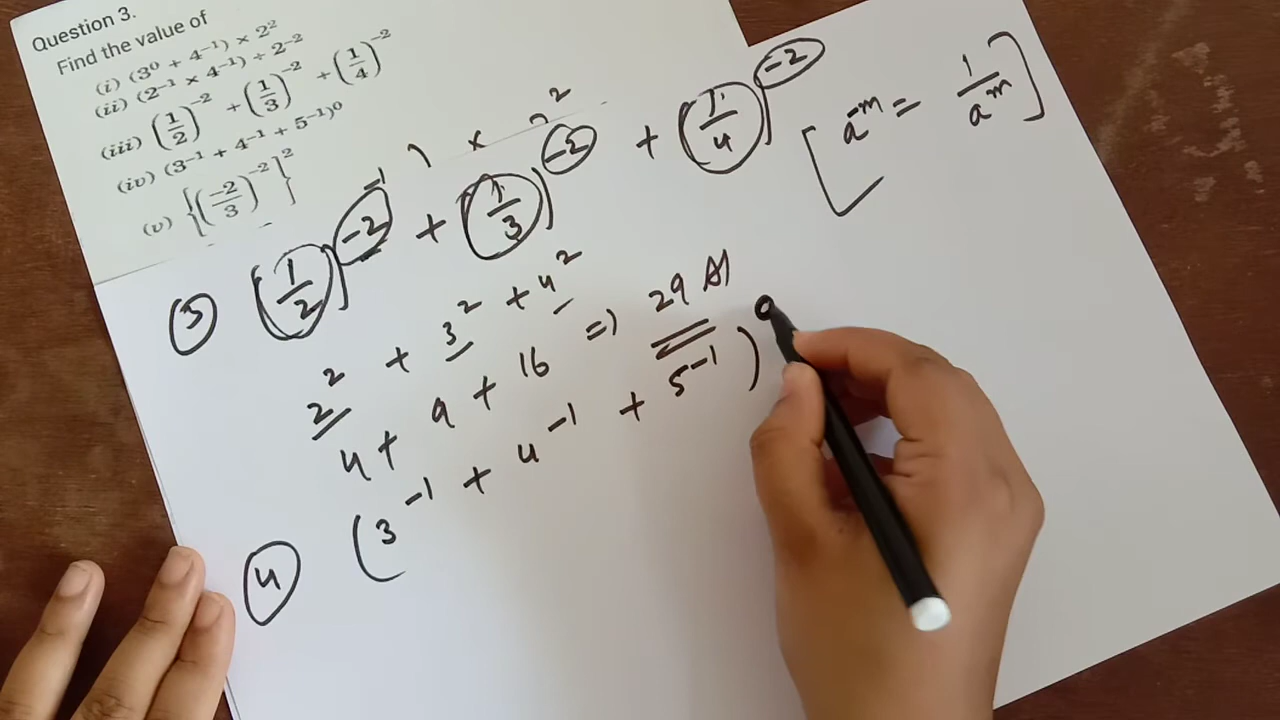 Question 3.
Find the value of
(i) (3⁰ + 4⁻¹) × 2²
(ii) (2⁻¹ × 4⁻¹) ÷ 2⁻²
(iii) (1/2)⁻² + (1/3)⁻² + (1/4)⁻²
(iv) (3⁻¹ + 4⁻¹ + 5⁻¹)⁰
(v) {(-2/3)⁻²}²
-1 ) × 2
[a⁻ᵐ = 1/aᵐ]
3 (1/2)⁻² + (1/3)⁻² + (1/4)⁻²
2² + 3² + 4²
4 + 9 + 16 => 29
4 (3⁻¹ + 4⁻¹ + 5⁻¹)⁰